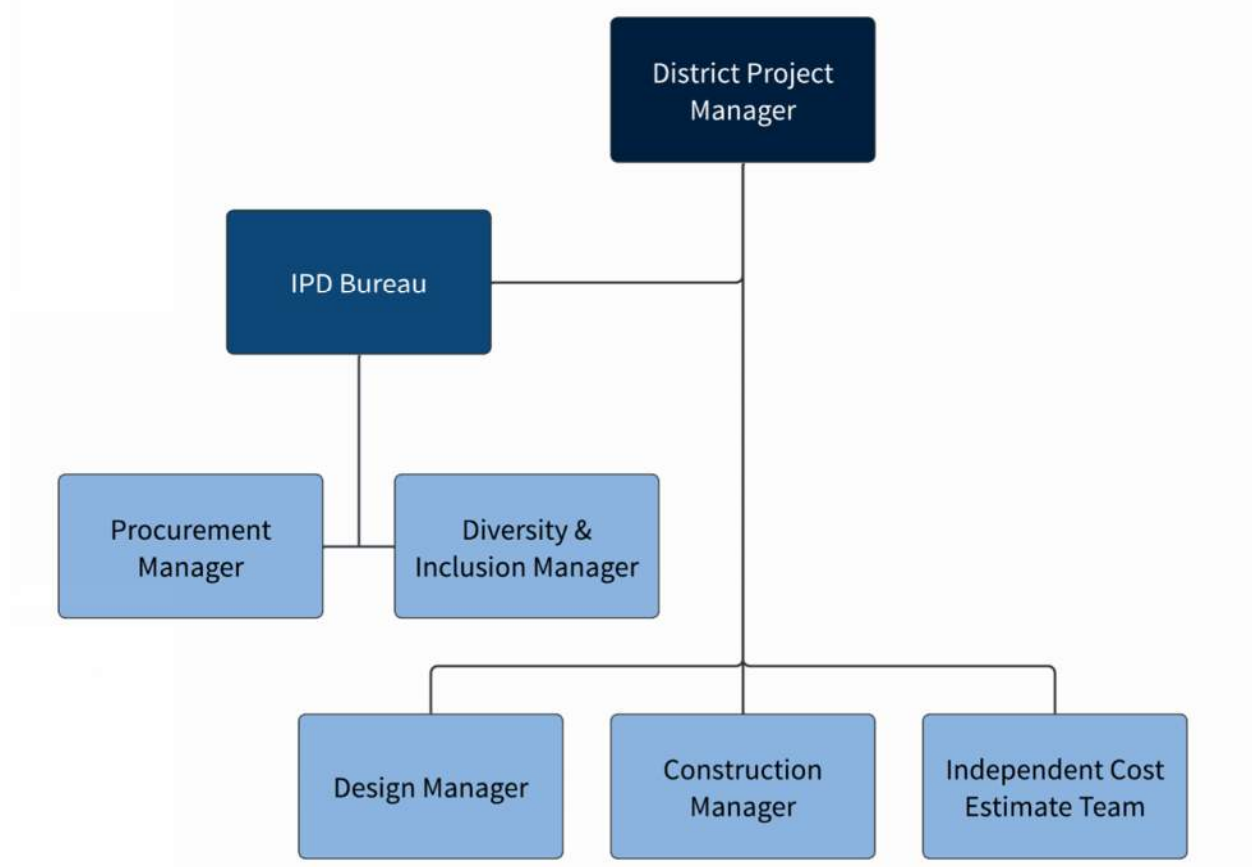 District Project
Manager
IPD Bureau
Procurement
Manager
Diversity &
Inclusion Manager
Design Manager
Construction
Manager
Independent Cost
Estimate Team